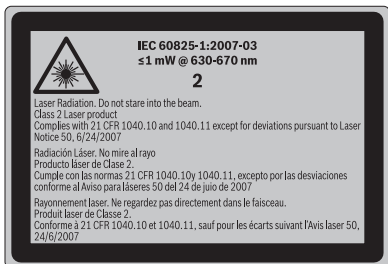 IEC 60825-1:2007-03
≤1 mW @ 630-670 nm
2
Laser Radiation. Do not stare into the beam.
Class 2 Laser product
Complies with 21 CFR 1040.10 and 1040.11 except for deviations pursuant to Laser
Notice 50, 6/24/2007
Radiación Láser. No mire al rayo
Producto láser de Clase 2.
Cumple con las normas 21 CFR 1040.10y 1040.11, excepto por las desviaciones
conforme al Aviso para láseres 50 del 24 de juio de 2007
Rayonnement laser. Ne regardez pas directement dans le faisceau.
Produit laser de Classe 2.
Conforme à 21 CFR 1040.10 et 1040.11, sauf pour les écarts suivant l'Avis laser 50,
24/6/2007